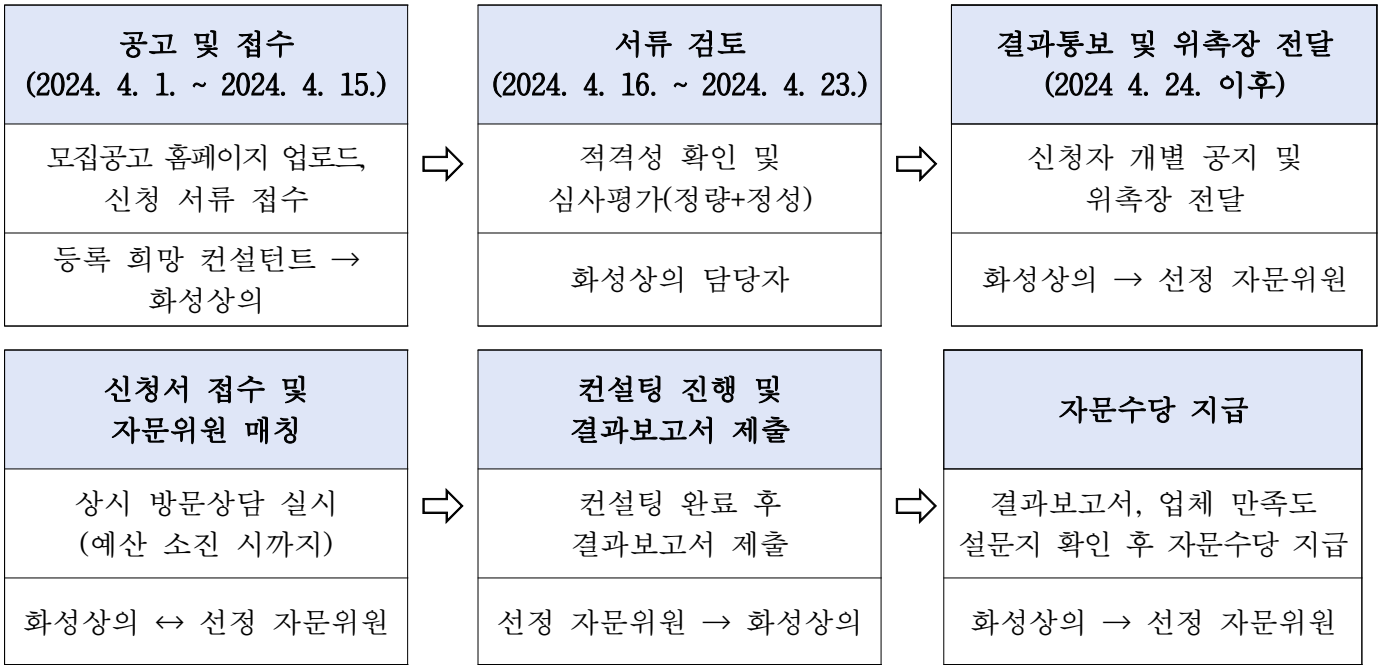 공고 및 접수
(2024. 4. 1. ~ 2024. 4. 15.)
모집공고 홈페이지 업로드,
신청 서류 접수
등록 희망 컨설턴트 →
화성상의
⇨
서류 검토
(2024. 4. 16. ~ 2024. 4. 23.)
적격성 확인 및
심사평가(정량+정성)
화성상의 담당자
⇨
결과통보 및 위촉장 전달
(2024 4. 24. 이후)
신청자 개별 공지 및
위촉장 전달
화성상의 → 선정 자문위원
신청서 접수 및
자문위원 매칭
상시 방문상담 실시
(예산 소진 시까지)
화성상의 ↔ 선정 자문위원
⇨
컨설팅 진행 및
결과보고서 제출
컨설팅 완료 후
결과보고서 제출
선정 자문위원 → 화성상의
⇨
자문수당 지급
결과보고서, 업체 만족도
설문지 확인 후 자문수당 지급
화성상의 → 선정 자문위원